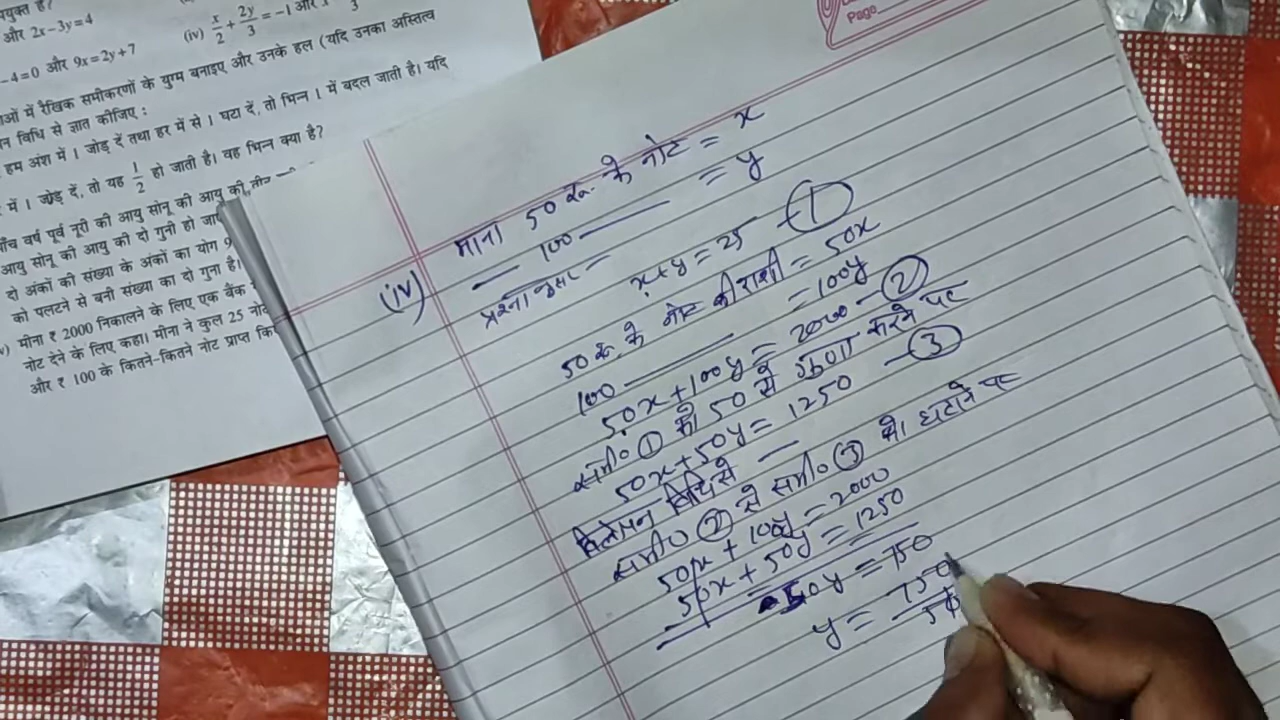 और 2x-3y=4
(iv) x/2 + 2y/3 = -1 और x
3
-4=0 और 9x=2y+7
ओं में रैखिक समीकरणों के युग्म बनाइए और उनके हल (यदि उनका अस्तित्व
विधि से ज्ञात कीजिए :
हम अंश में 1 जोड़ दें तथा हर में से 1 घटा दें, तो भिन्न 1 में बदल जाती है। यदि
में 1 जोड़ दें, तो यह 1/2 हो जाती है। वह भिन्न क्या है?
वर्ष पूर्व नूरी की आयु सोनू की आयु की
आयु सोनू की आयु की दो गुनी हो
दो अंकों की संख्या के अंकों का योग 9
को पलटने से बनी संख्या का दो गुना है।
मीना ₹ 2000 निकालने के लिए एक बैंक
नोट देने के लिए कहा। मीना ने कुल 25
और ₹ 100 के कितने-कितने नोट प्राप्त
Page
(iv) माना 50 रू. के नोट = x
100 = y
प्रश्नानुसार
x+y=25 ①
50 रू. के नोट की राशी = 50x
100 = 100y
50x+100y=2000 ②
समी० ① को 50 से गुणा करने पर
50x+50y=1250 ③
विलोपन विधि से
समी० ② से समी० ③ को घटाने पर
50x + 100y=2000
50x + 50y=1250
50y=750
y= 750/50